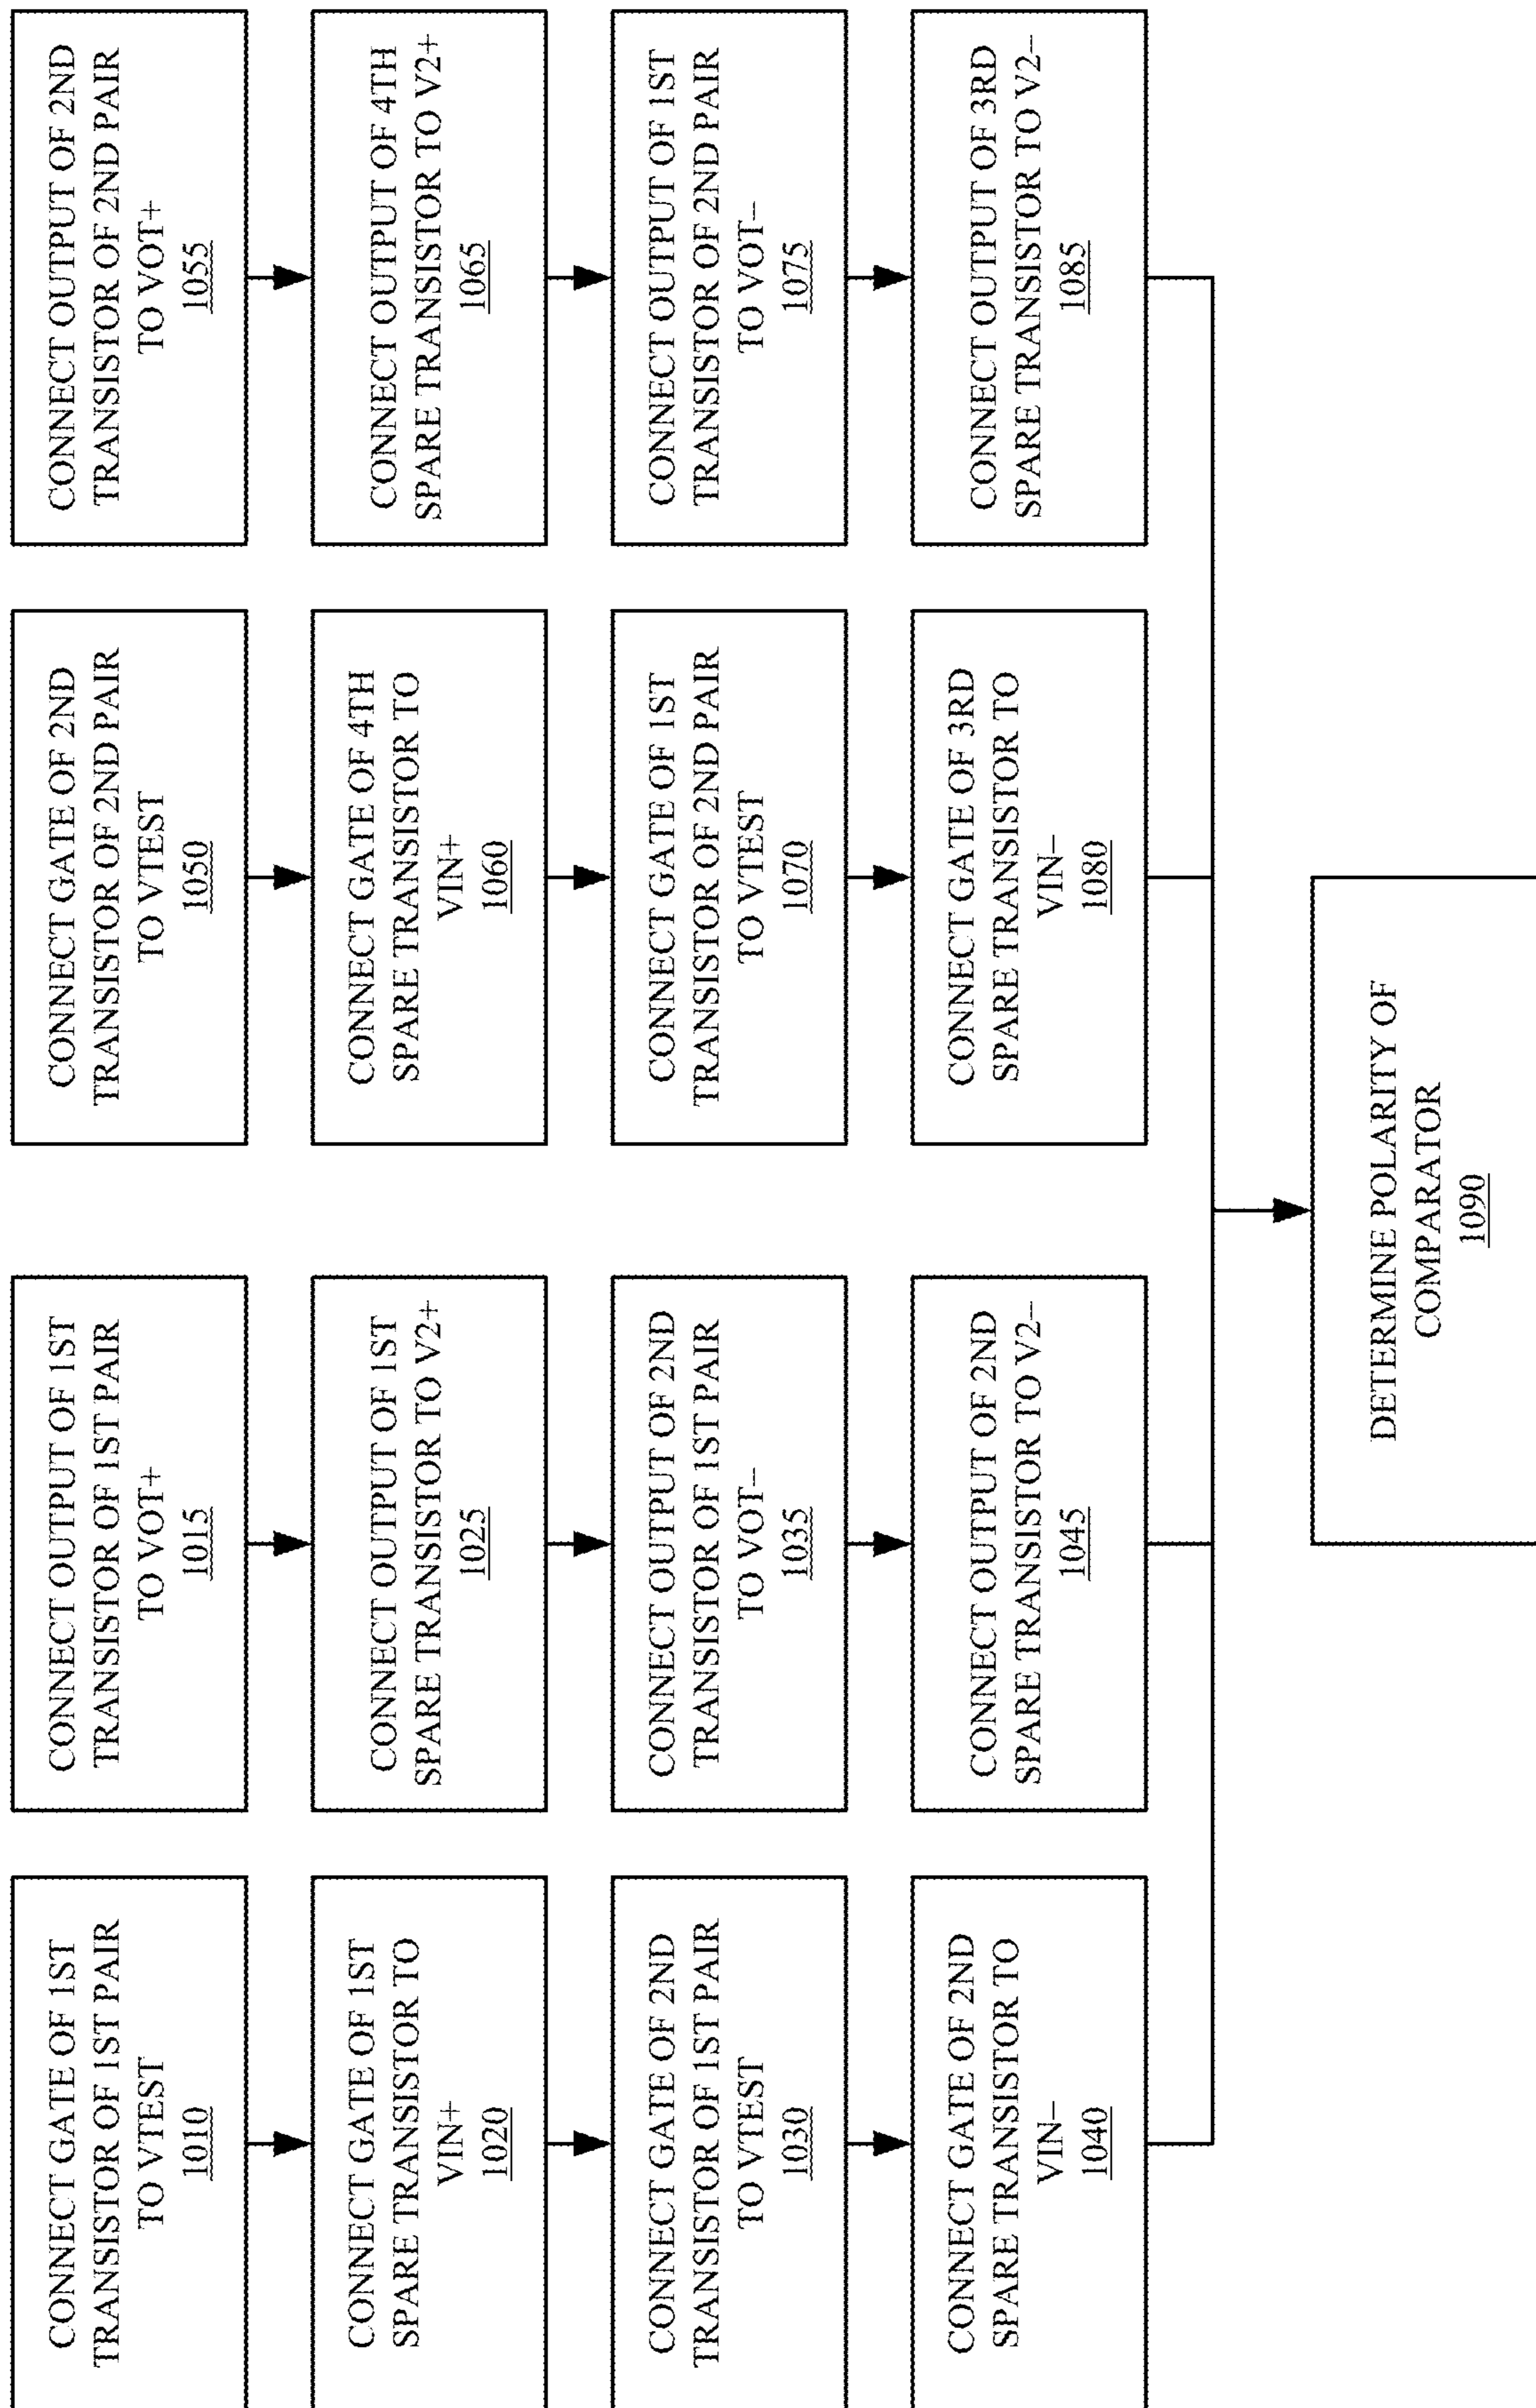 CONNECT GATE OF 1ST
TRANSISTOR OF 1ST PAIR
TO VTEST
1010
CONNECT GATE OF 1ST
SPARE TRANSISTOR TO
VIN+
1020
CONNECT GATE OF 2ND
TRANSISTOR OF 1ST PAIR
TO VTEST
1030
CONNECT GATE OF 2ND
SPARE TRANSISTOR TO
VIN−
1040
CONNECT OUTPUT OF 1ST
TRANSISTOR OF 1ST PAIR
TO VOT+
1015
CONNECT OUTPUT OF 1ST
SPARE TRANSISTOR TO V2+
1025
CONNECT OUTPUT OF 2ND
TRANSISTOR OF 1ST PAIR
TO VOT−
1035
CONNECT OUTPUT OF 2ND
SPARE TRANSISTOR TO V2−
1045
CONNECT GATE OF 2ND
TRANSISTOR OF 2ND PAIR
TO VTEST
1050
CONNECT GATE OF 4TH
SPARE TRANSISTOR TO
VIN+
1060
CONNECT GATE OF 1ST
TRANSISTOR OF 2ND PAIR
TO VTEST
1070
CONNECT GATE OF 3RD
SPARE TRANSISTOR TO
VIN−
1080
CONNECT OUTPUT OF 2ND
TRANSISTOR OF 2ND PAIR
TO VOT+
1055
CONNECT OUTPUT OF 4TH
SPARE TRANSISTOR TO V2+
1065
CONNECT OUTPUT OF 1ST
TRANSISTOR OF 2ND PAIR
TO VOT−
1075
CONNECT OUTPUT OF 3RD
SPARE TRANSISTOR TO V2−
1085
DETERMINE POLARITY OF
COMPARATOR
1090